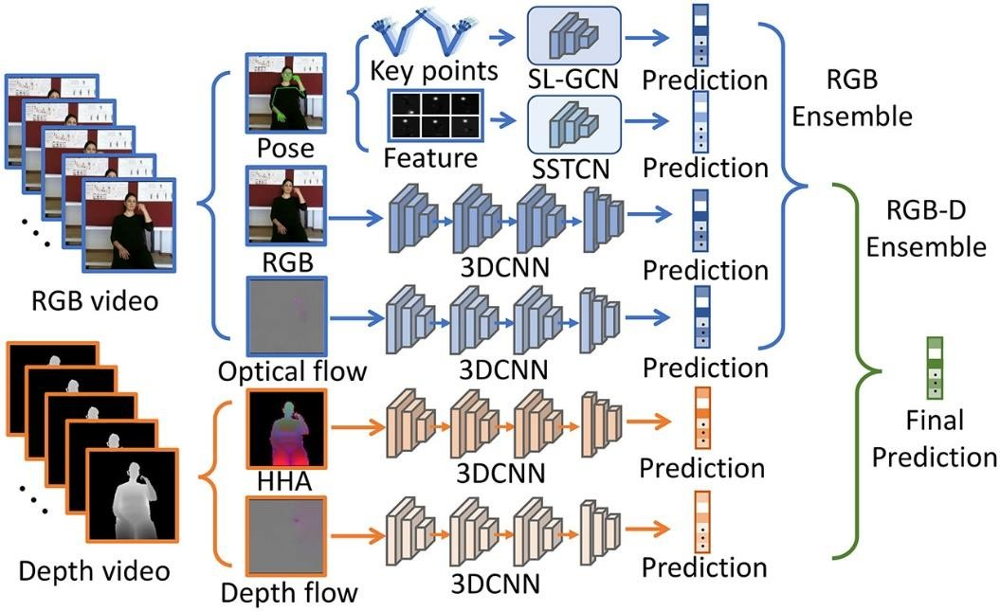 Key points
SL-GCN
Prediction
RGB
Ensemble
Pose
Feature
SSTCN
Prediction
RGB
3DCNN
Prediction
RGB-D
Ensemble
RGB video
Optical flow
3DCNN
Prediction
HHA
3DCNN
Prediction
Final
Prediction
Depth video
Depth flow
3DCNN
Prediction